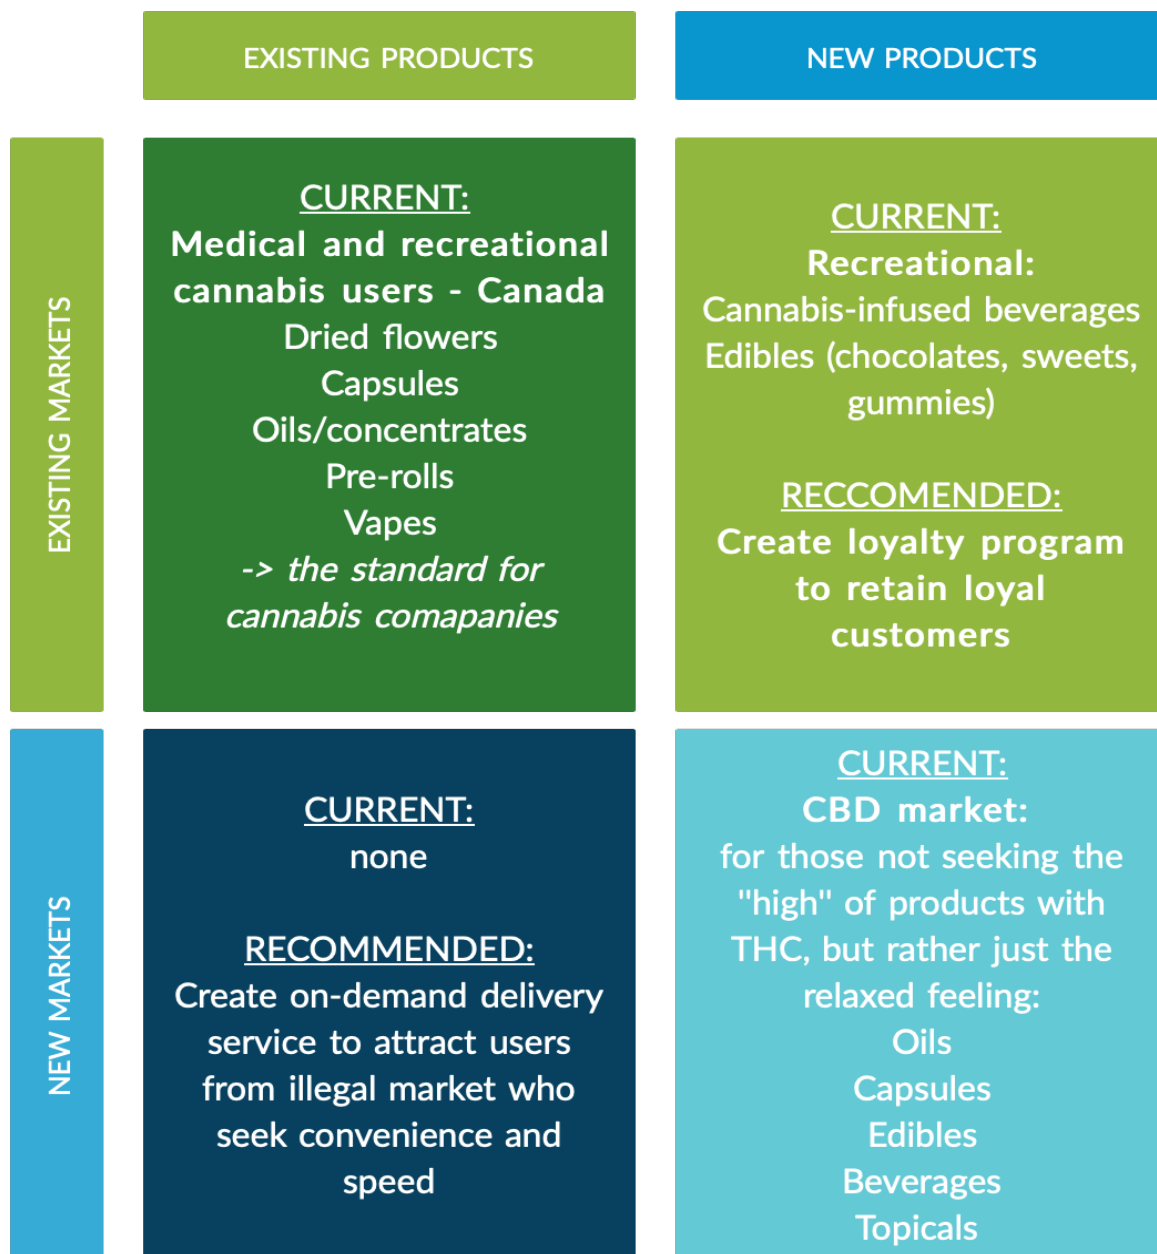 EXISTING PRODUCTS
NEW PRODUCTS
EXISTING MARKETS
CURRENT:
Medical and recreational
cannabis users - Canada
Dried flowers
Capsules
Oils/concentrates
Pre-rolls
Vapes
-> the standard for
cannabis comapanies
CURRENT:
Recreational:
Cannabis-infused beverages
Edibles (chocolates, sweets,
gummies)
RECCOMENDED:
Create loyalty program
to retain loyal
customers
NEW MARKETS
CURRENT:
none
RECOMMENDED:
Create on-demand delivery
service to attract users
from illegal market who
seek convenience and
speed
CURRENT:
CBD market:
for those not seeking the
"high" of products with
THC, but rather just the
relaxed feeling:
Oils
Capsules
Edibles
Beverages
Topicals